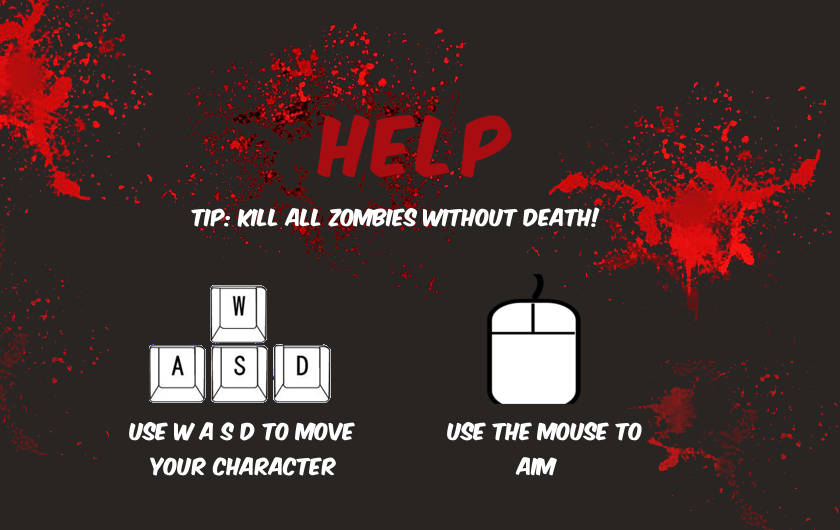 HELP
TIP: KILL ALL ZOMBIES WITHOUT DEATH!
W
A S D
USE W A S D TO MOVE
YOUR CHARACTER
USE THE MOUSE TO
AIM